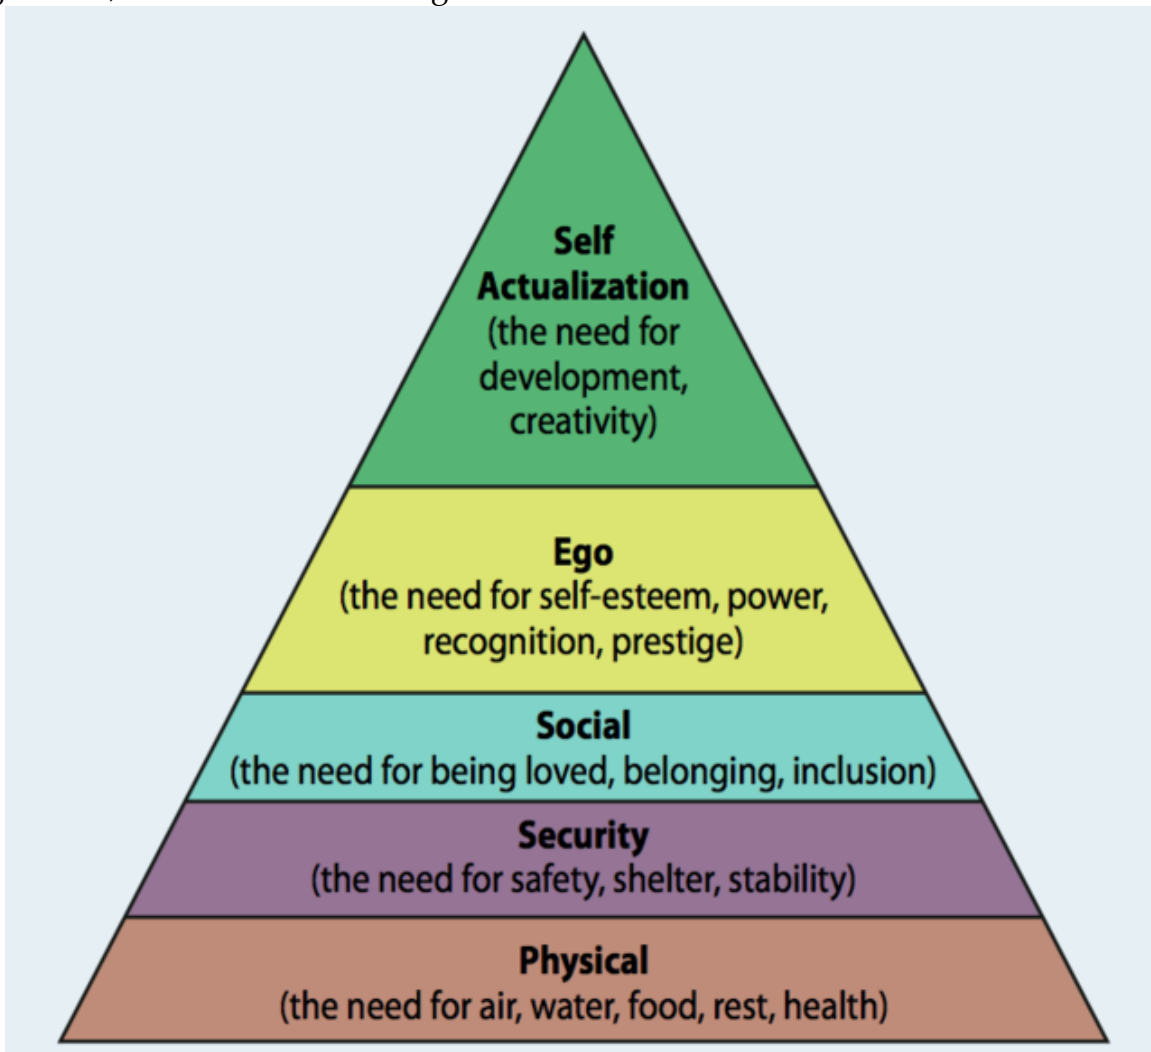 Self
Actualization
(the need for
development,
creativity)
Ego
(the need for self-esteem, power,
recognition, prestige)
Social
(the need for being loved, belonging, inclusion)
Security
(the need for safety, shelter, stability)
Physical
(the need for air, water, food, rest, health)